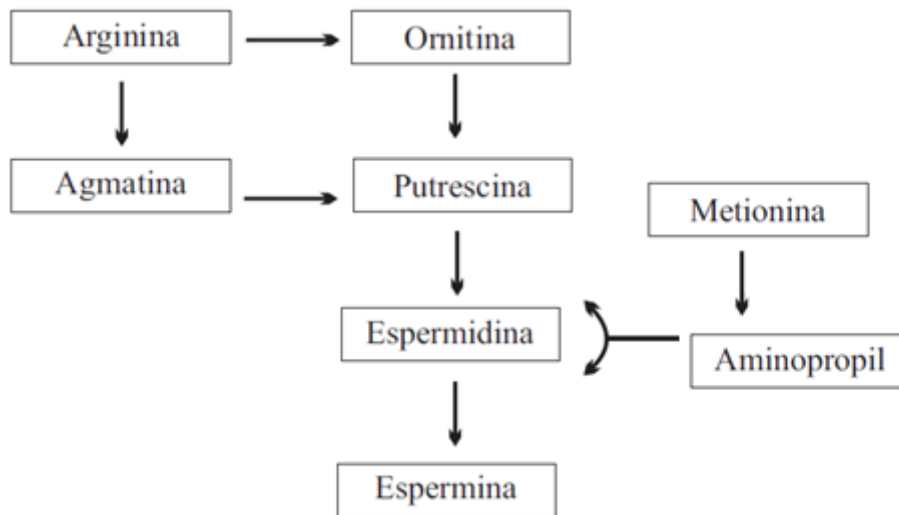 Arginina
Ornitina
Agmatina
Putrescina
Metionina
Espermidina
Aminopropil
Espermina